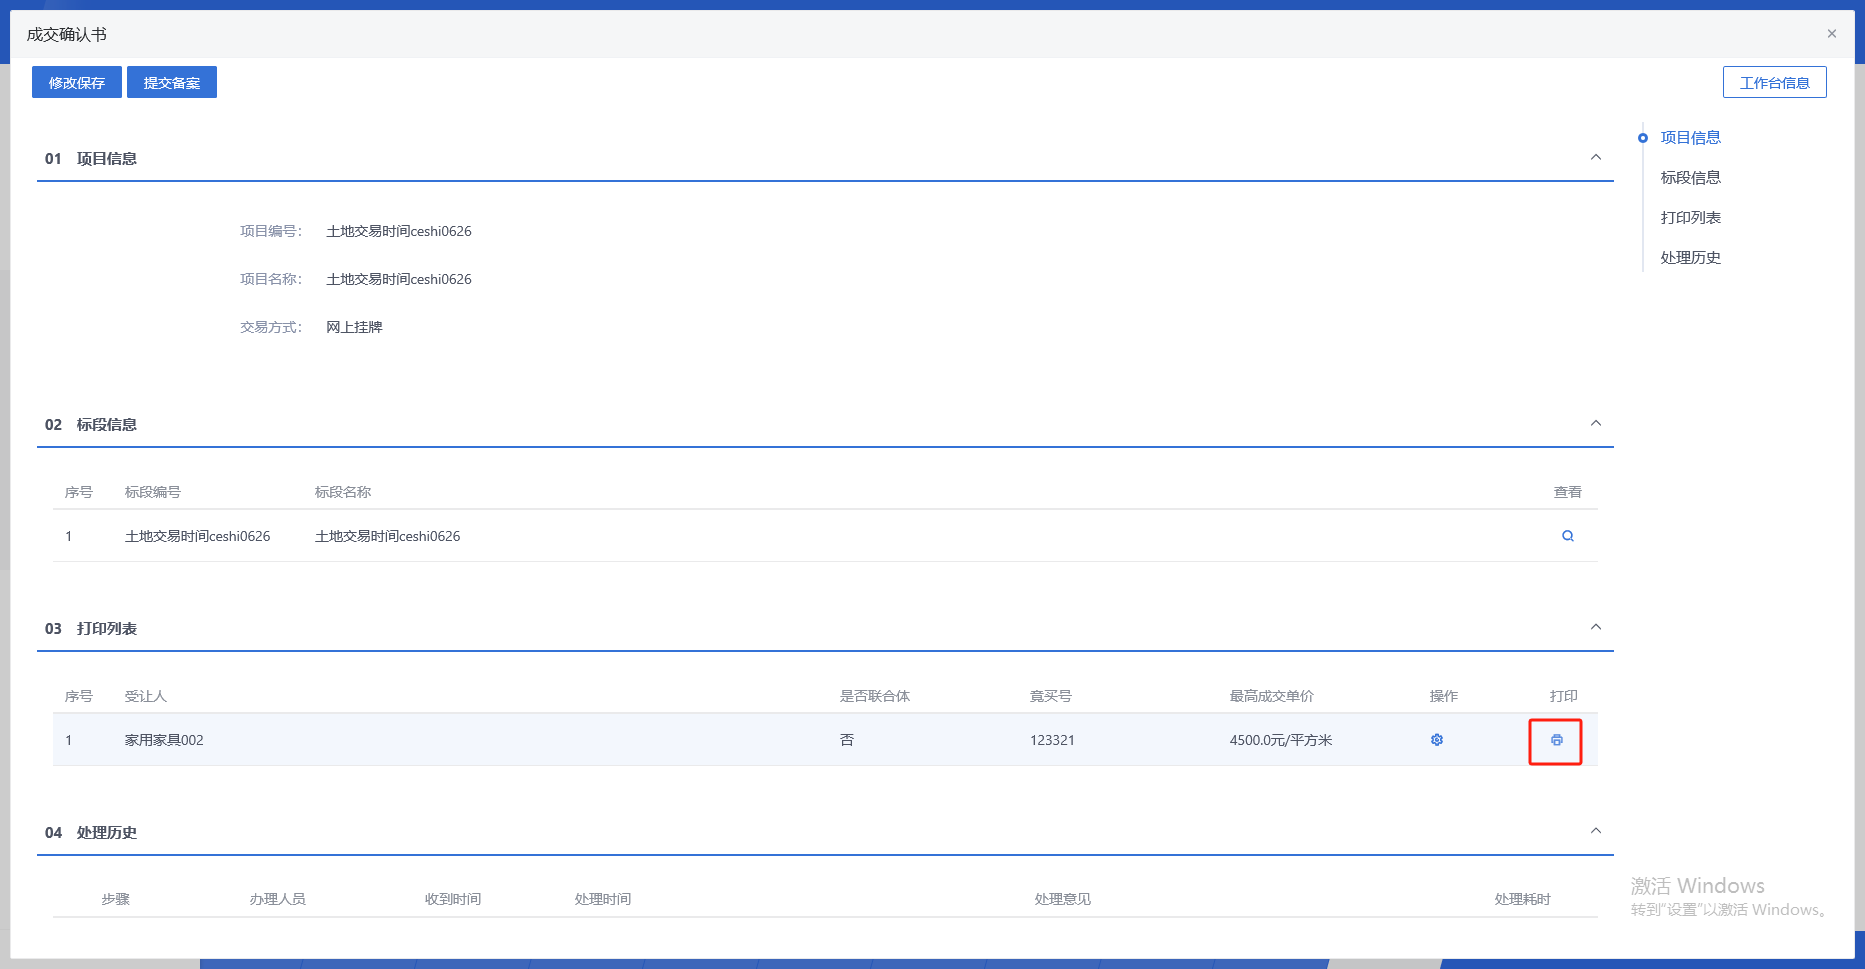 成交确认书
修改保存 提交备案 工作台信息
项目信息
标段信息
打印列表
处理历史
01 项目信息
项目编号： 土地交易时间ceshi0626
项目名称： 土地交易时间ceshi0626
交易方式： 网上挂牌
02 标段信息
序号 标段编号 标段名称 查看
1 土地交易时间ceshi0626 土地交易时间ceshi0626
03 打印列表
序号 受让人 是否联合体 竟买号 最高成交单价 操作 打印
1 家用家具002 否 123321 4500.0元/平方米
04 处理历史
步骤 办理人员 收到时间 处理时间 处理意见 处理耗时
激活 Windows
转到“设置”以激活 Windows。